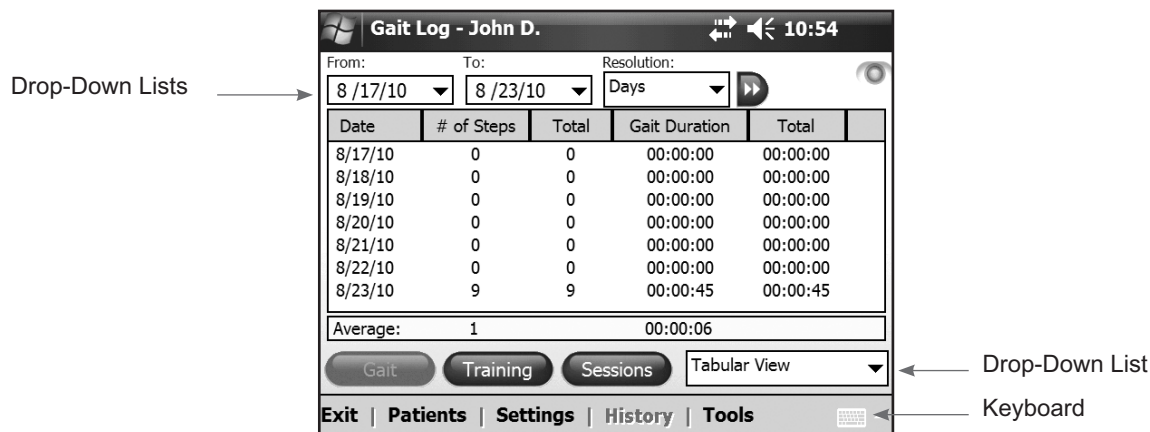 Gait Log - John D. 10:54
From: To: Resolution:
Drop-Down Lists
8 /17/10 8 /23/10 Days
Date # of Steps Total Gait Duration Total
8/17/10 0 0 00:00:00 00:00:00
8/18/10 0 0 00:00:00 00:00:00
8/19/10 0 0 00:00:00 00:00:00
8/20/10 0 0 00:00:00 00:00:00
8/21/10 0 0 00:00:00 00:00:00
8/22/10 0 0 00:00:00 00:00:00
8/23/10 9 9 00:00:45 00:00:45
Average: 1 00:00:06
Gait Training Sessions Tabular View
Drop-Down List
Exit | Patients | Settings | History | Tools
Keyboard